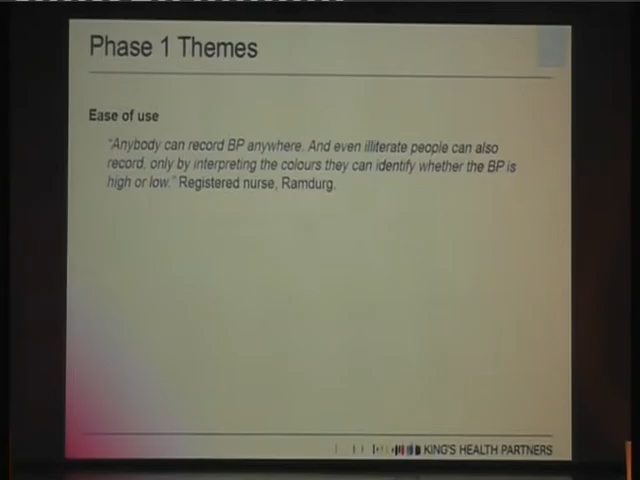 Phase 1 Themes
Ease of use
"Anybody can record BP anywhere. And even illiterate people can also
record, only by interpreting the colours they can identify whether the BP is
high or low." Registered nurse, Ramdurg.
KING'S HEALTH PARTNERS